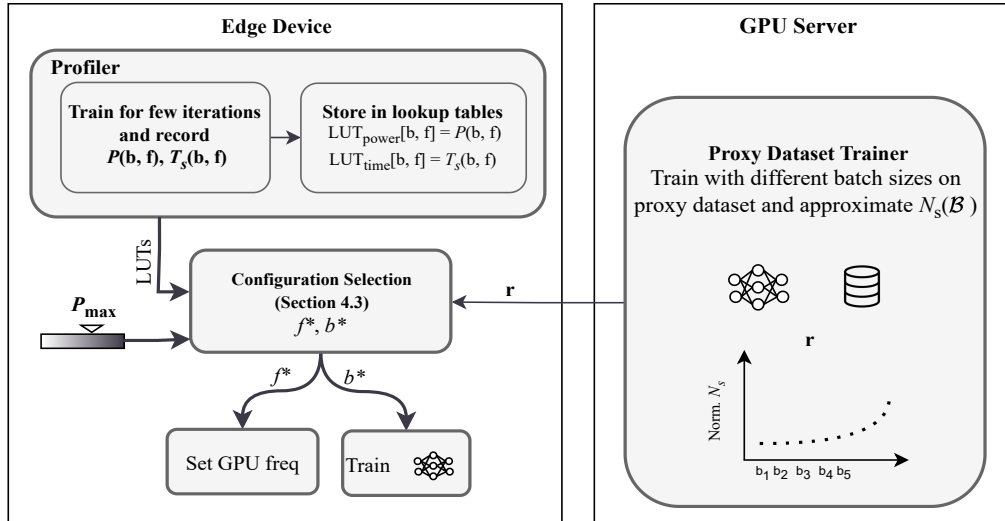 Edge Device
Profiler
Train for few iterations
and record
P(b, f), Tₛ(b, f)
Store in lookup tables
LUTpower[b, f] = P(b, f)
LUTtime[b, f] = Tₛ(b, f)
LUTs
Pmax
Configuration Selection
(Section 4.3)
f*, b*
f*
b*
Set GPU freq
Train
r
GPU Server
Proxy Dataset Trainer
Train with different batch sizes on
proxy dataset and approximate Nₛ(ℬ )
r
Norm. Nₛ
b₁ b₂ b₃ b₄ b₅